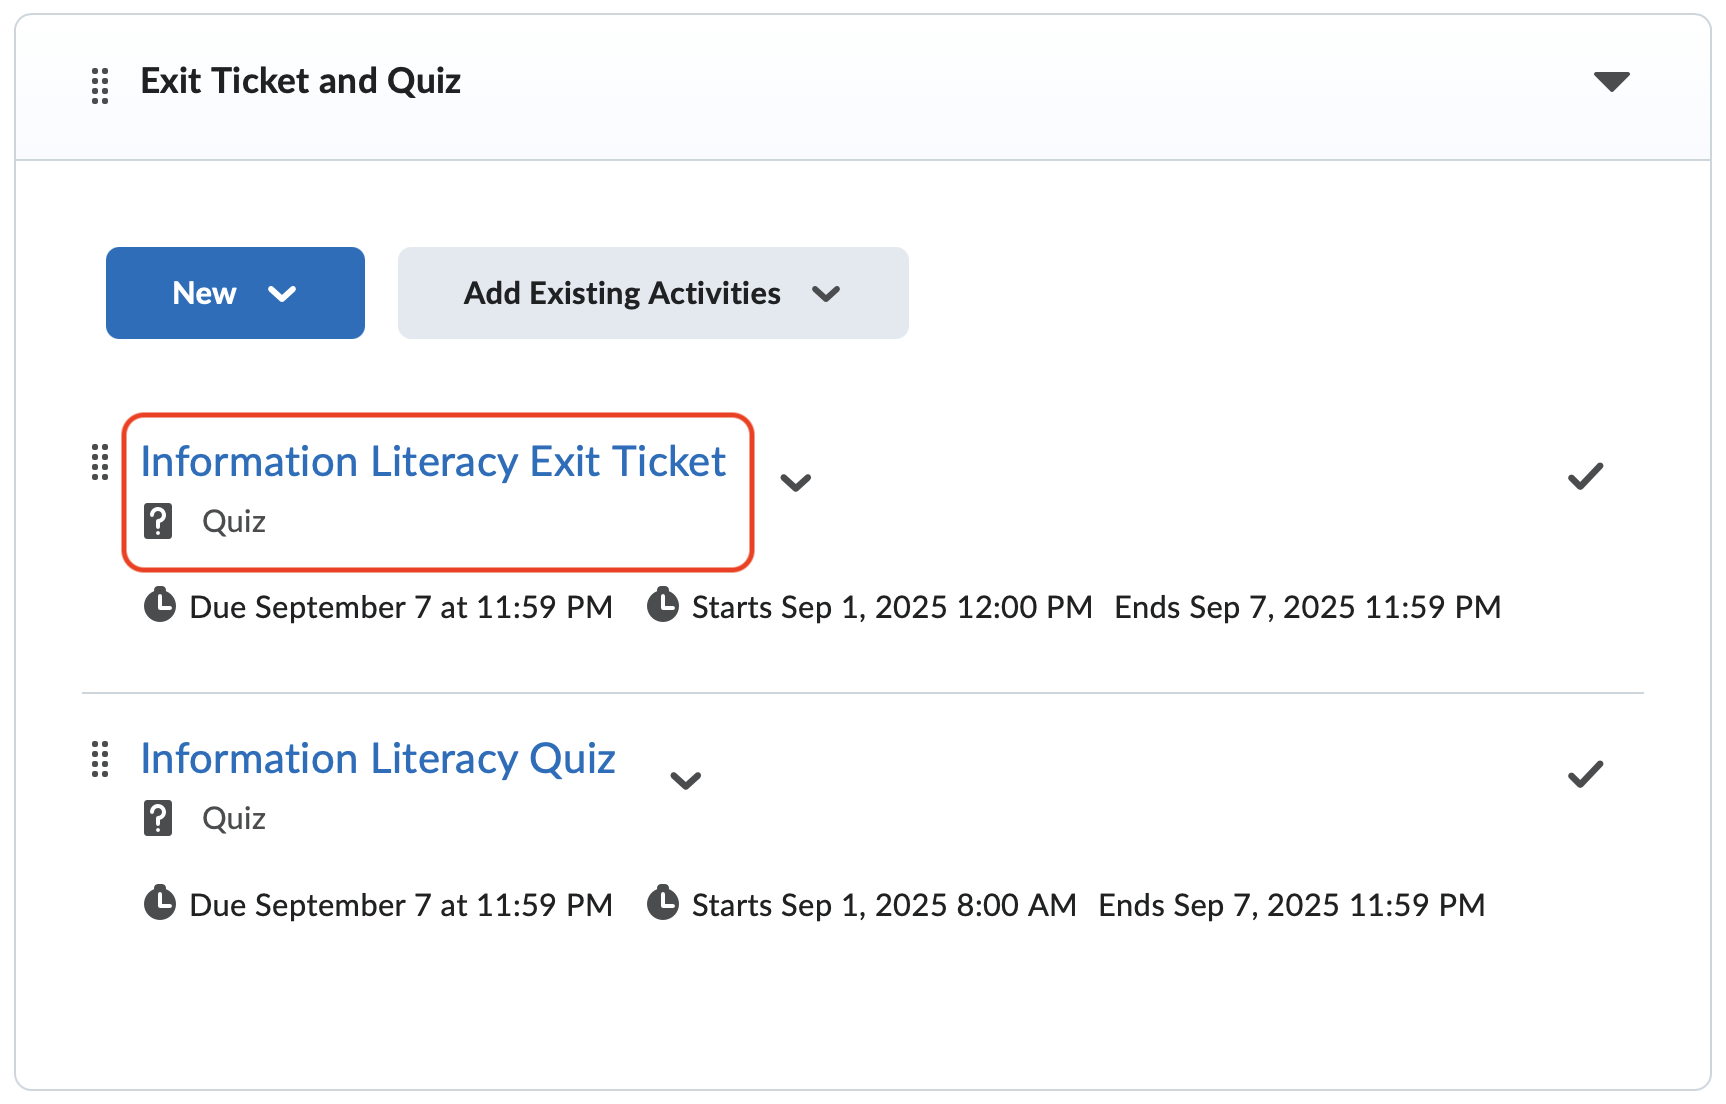 Exit Ticket and Quiz
New
Add Existing Activities
Information Literacy Exit Ticket
Quiz
Due September 7 at 11:59 PM Starts Sep 1, 2025 12:00 PM Ends Sep 7, 2025 11:59 PM
Information Literacy Quiz
Quiz
Due September 7 at 11:59 PM Starts Sep 1, 2025 8:00 AM Ends Sep 7, 2025 11:59 PM